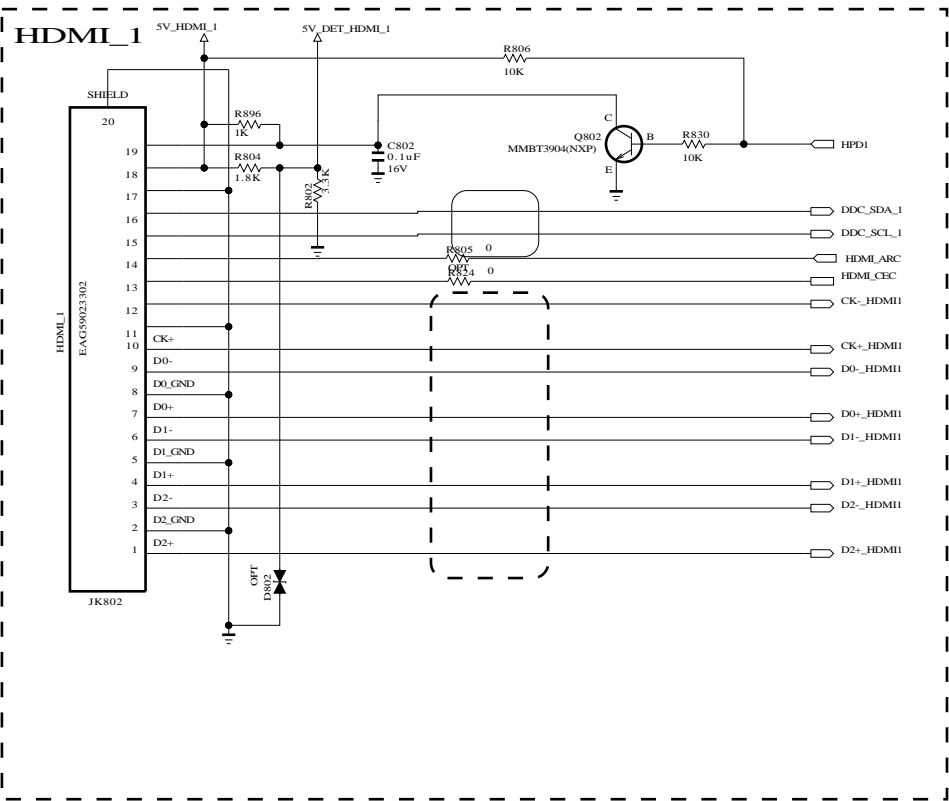 HDMI_1
5V_HDMI_1
5V_DET_HDMI_1
R806
10K
SHIELD
20
R896
1K
C802
0.1uF
16V
C
Q802
MMBT3904(NXP)
B
E
R830
10K
HPD1
19
R804
1.8K
18
R802
3.3K
17
16
DDC_SDA_1
15
DDC_SCL_1
14
R805
0
HDMI_ARC
OPT
13
R824
0
HDMI_CEC
12
CK-_HDMI1
HDMI_1
EAG59023302
11
10
CK+
CK+_HDMI1
9
D0-
D0-_HDMI1
8
D0_GND
7
D0+
D0+_HDMI1
6
D1-
D1-_HDMI1
5
D1_GND
4
D1+
D1+_HDMI1
3
D2-
D2-_HDMI1
2
D2_GND
1
D2+
D2+_HDMI1
OPT
D802
JK802